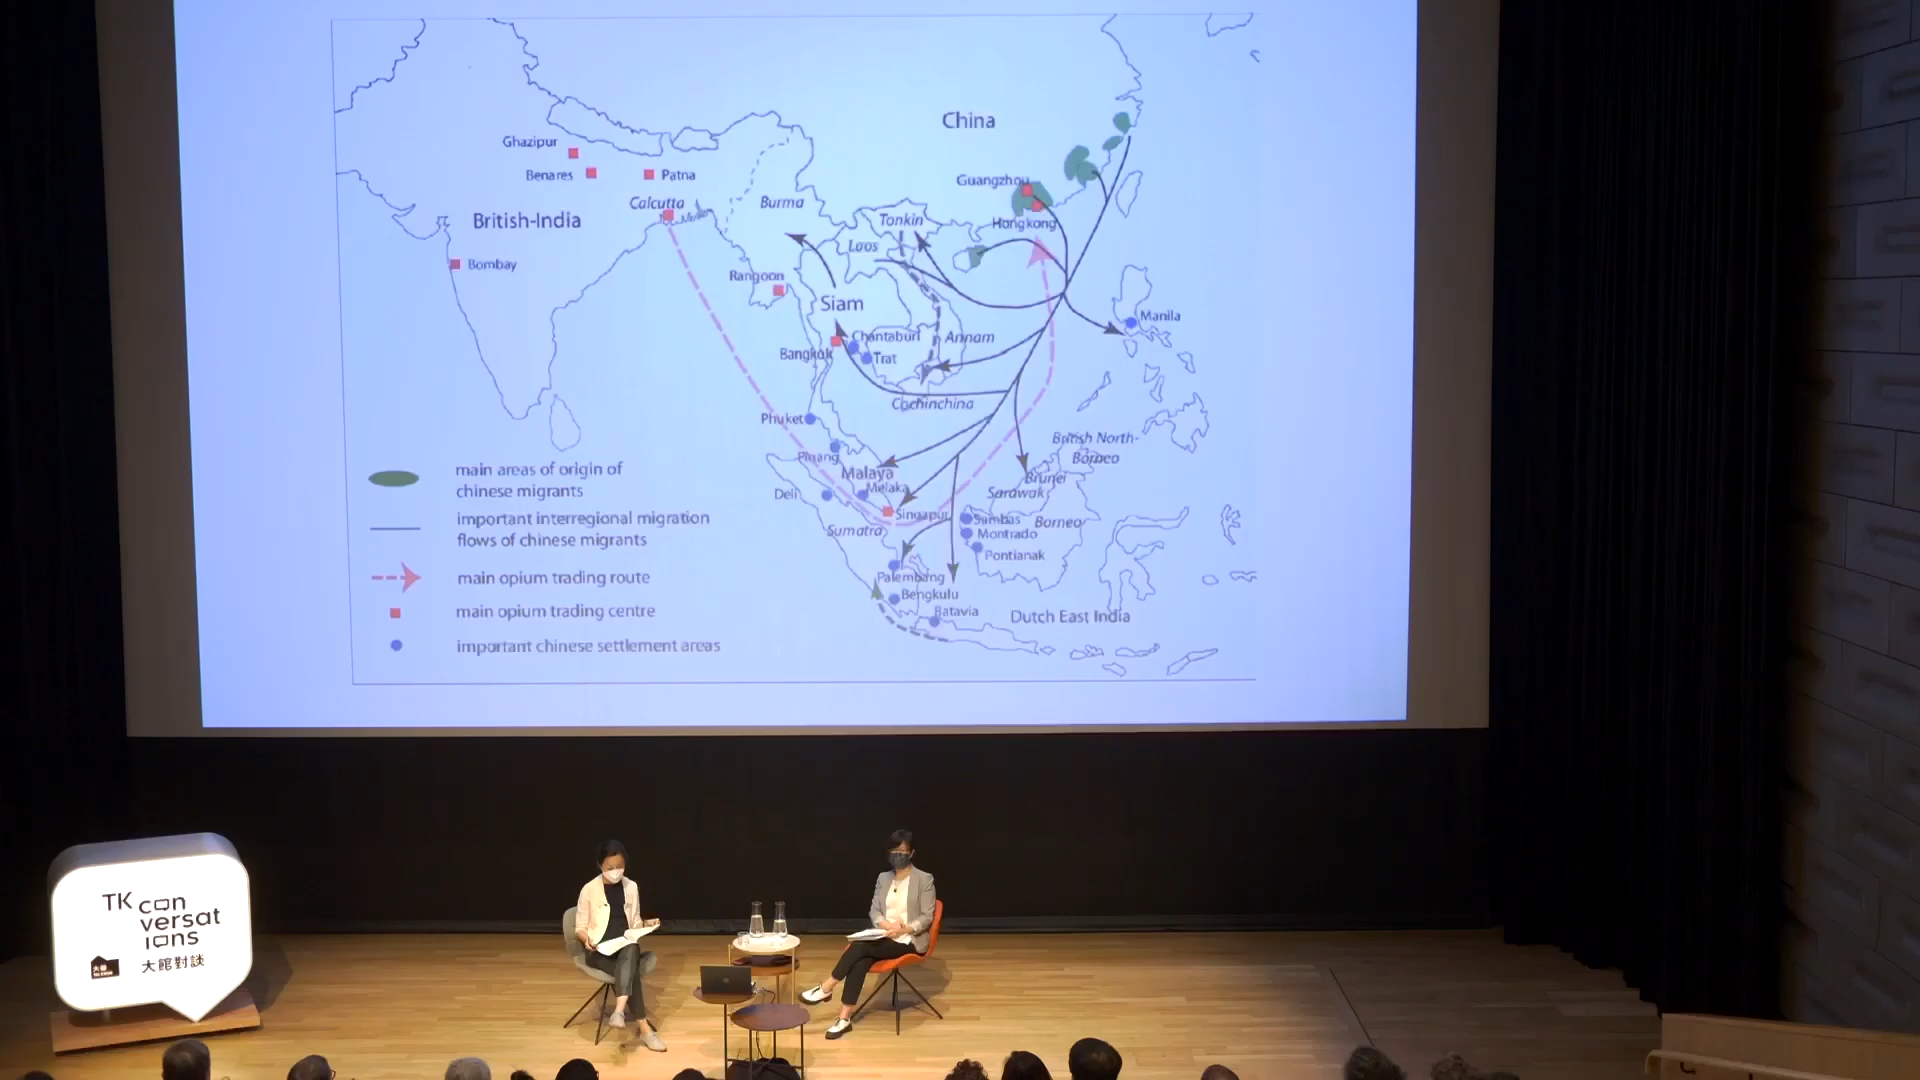 China
Ghazipur
Benares
Patna
Guangzhou
Calcutta
Burma
British-India
Tonkin
Hongkong
Laos
Bombay
Rangoon
Siam
Manila
Chantaburi
Annam
Bangkok
Trat
Cochinchina
Phuket
British North-
Borneo
Pinang
Malaya
Brunei
Melaka
Deli
Sarawak
Singapur
Sambas
Borneo
Sumatra
Montrado
Pontianak
Palembang
Bengkulu
Batavia
Dutch East India
main areas of origin of
chinese migrants
important interregional migration
flows of chinese migrants
main opium trading route
main opium trading centre
important chinese settlement areas
TK con
versat
ions
大館對談